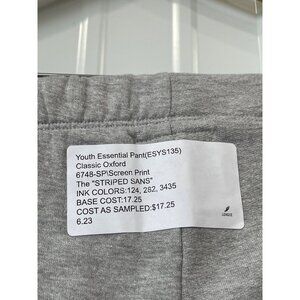 Youth Essential Pant(ESYS135)
Classic Oxford
6748-SP\Screen Print
The "STRIPED SANS"
INK COLORS:124, 282, 3435
BASE COST:17.25
COST AS SAMPLED:$17.25
6.23
LEAGUE